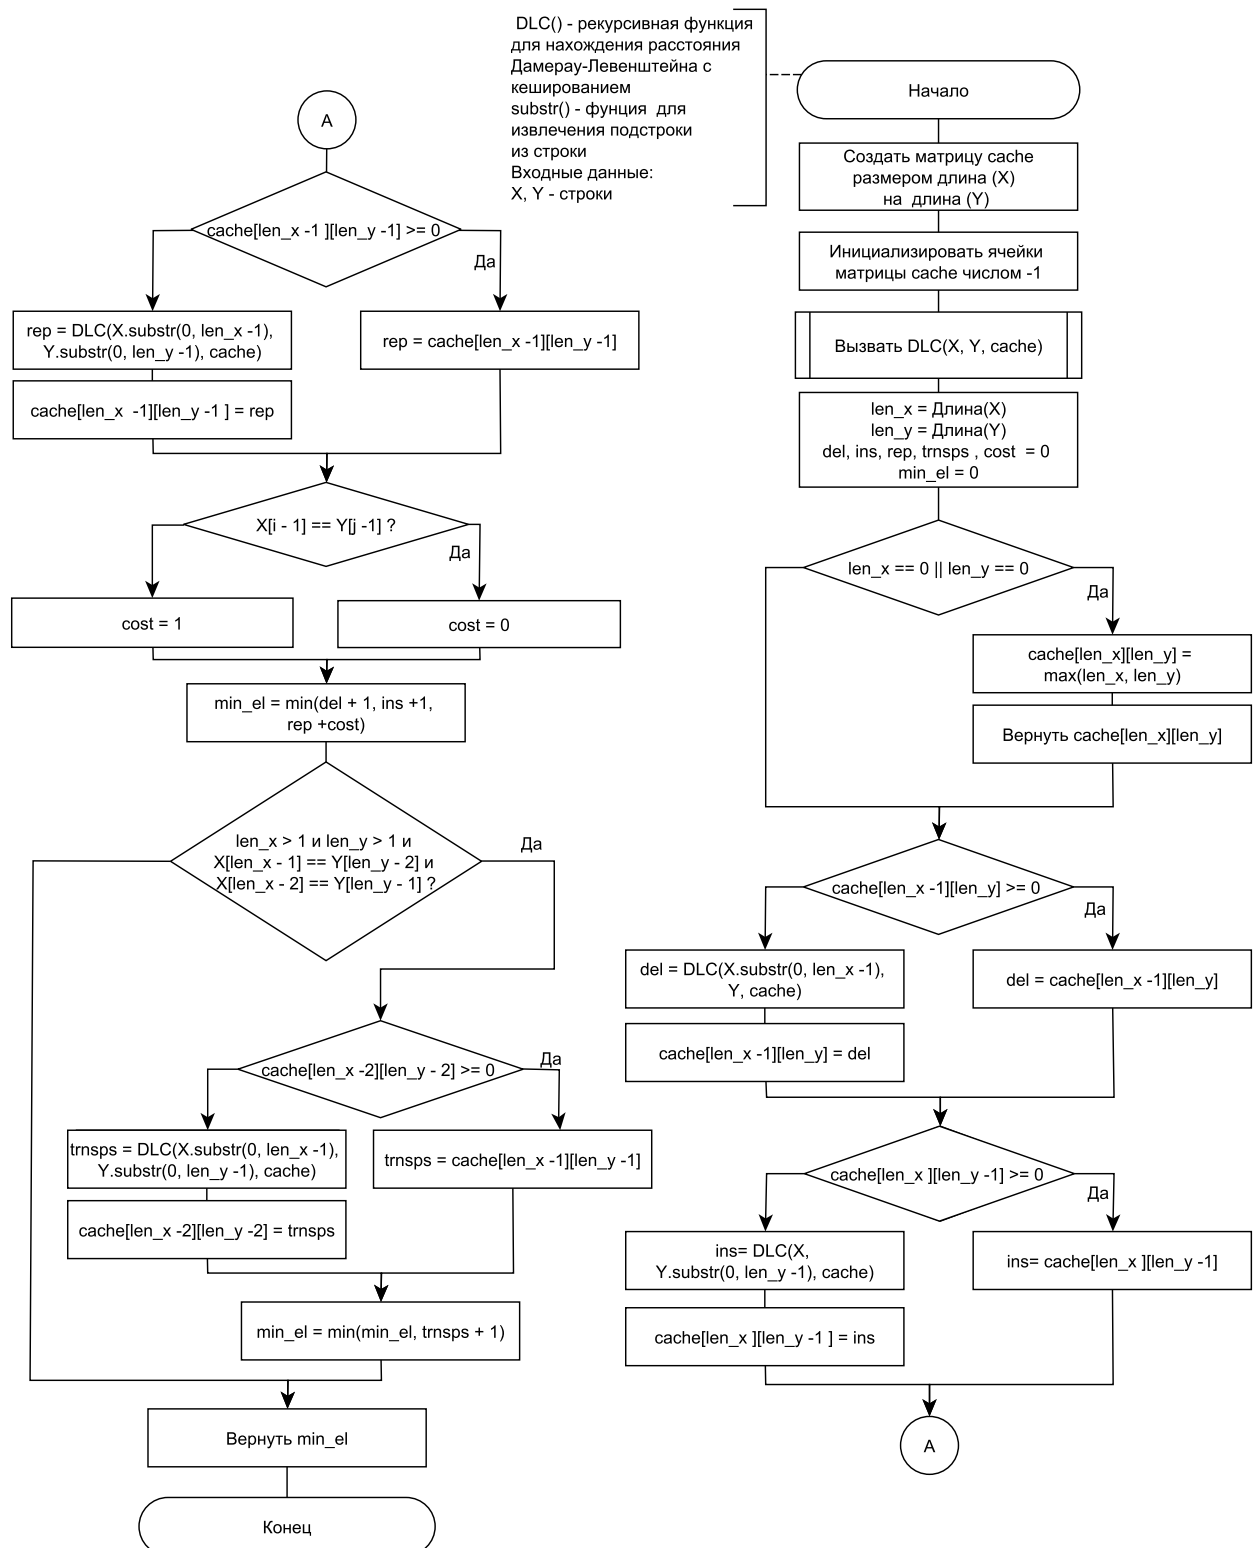 DLC() - рекурсивная функция
для нахождения расстояния
Дамерау-Левенштейна с
кешированием
substr() - фунция для
извлечения подстроки
из строки
Входные данные:
X, Y - строки
Начало
Создать матрицу cache
размером длина (X)
на длина (Y)
Инициализировать ячейки
матрицы cache числом -1
Вызвать DLC(X, Y, cache)
len_x = Длина(X)
len_y = Длина(Y)
del, ins, rep, trnsps , cost = 0
min_el = 0
len_x == 0 || len_y == 0
Да
cache[len_x][len_y] =
max(len_x, len_y)
Вернуть cache[len_x][len_y]
cache[len_x -1][len_y] >= 0
Да
del = DLC(X.substr(0, len_x -1),
Y, cache)
cache[len_x -1][len_y] = del
del = cache[len_x -1][len_y]
cache[len_x ][len_y -1] >= 0
Да
ins= DLC(X,
Y.substr(0, len_y -1), cache)
cache[len_x ][len_y -1 ] = ins
ins= cache[len_x ][len_y -1]
A
A
cache[len_x -1 ][len_y -1] >= 0
Да
rep = DLC(X.substr(0, len_x -1),
Y.substr(0, len_y -1), cache)
cache[len_x -1][len_y -1 ] = rep
rep = cache[len_x -1][len_y -1]
X[i - 1] == Y[j -1] ?
Да
cost = 1
cost = 0
min_el = min(del + 1, ins +1,
rep +cost)
len_x > 1 и len_y > 1 и
X[len_x - 1] == Y[len_y - 2] и
X[len_x - 2] == Y[len_y - 1] ?
Да
cache[len_x -2][len_y - 2] >= 0
Да
trnsps = DLC(X.substr(0, len_x -1),
Y.substr(0, len_y -1), cache)
cache[len_x -2][len_y -2] = trnsps
trnsps = cache[len_x -1][len_y -1]
min_el = min(min_el, trnsps + 1)
Вернуть min_el
Конец